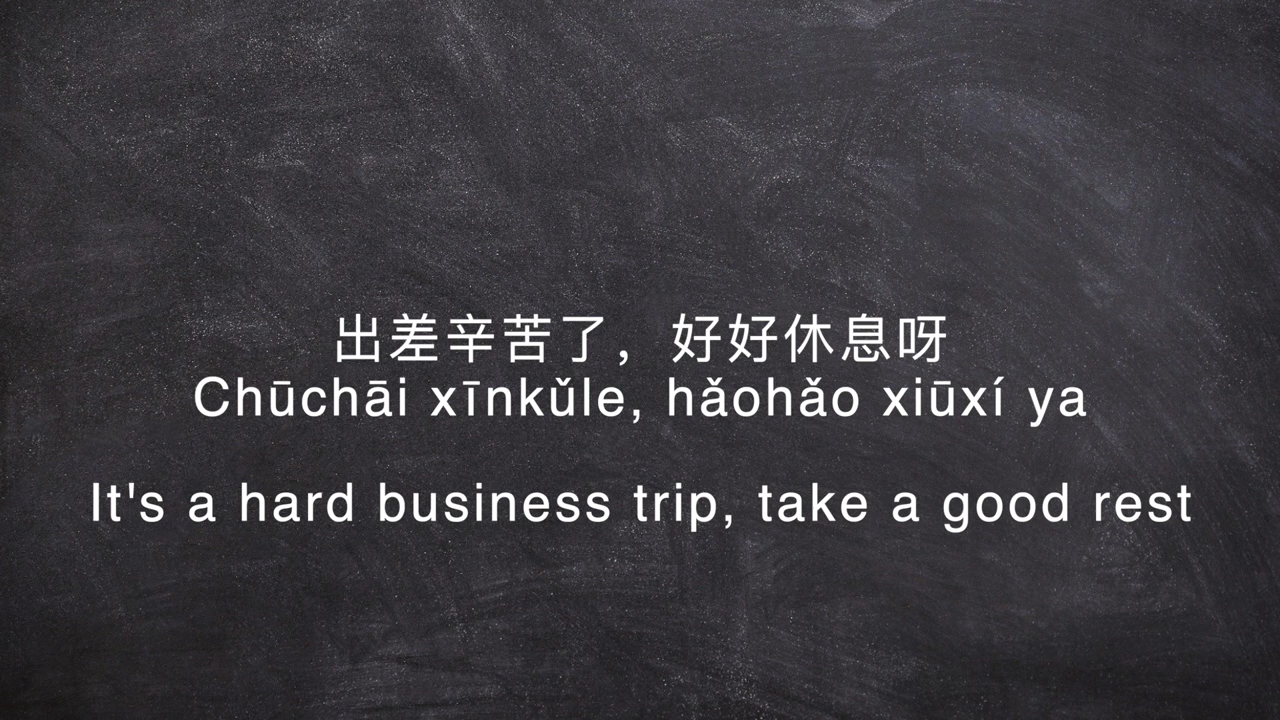 出差辛苦了，好好休息呀
Chūchāi xīnkǔle, hǎohǎo xiūxí ya
It's a hard business trip, take a good rest